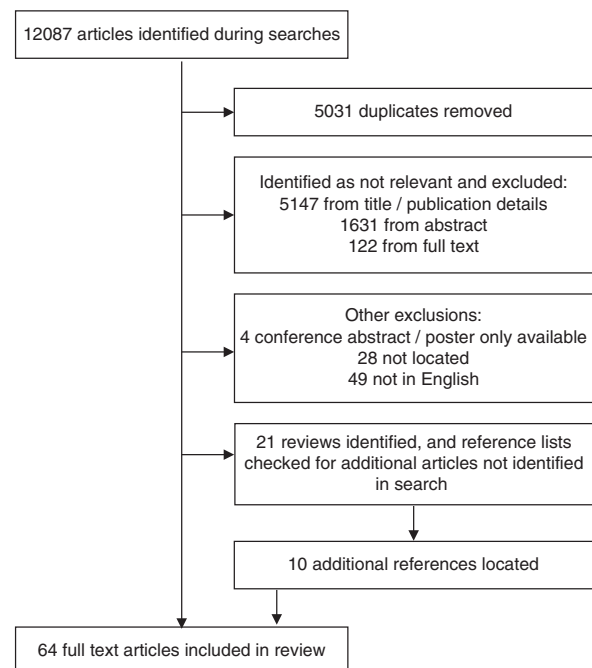 12087 articles identified during searches
5031 duplicates removed
Identified as not relevant and excluded:
5147 from title / publication details
1631 from abstract
122 from full text
Other exclusions:
4 conference abstract / poster only available
28 not located
49 not in English
21 reviews identified, and reference lists
checked for additional articles not identified
in search
10 additional references located
64 full text articles included in review